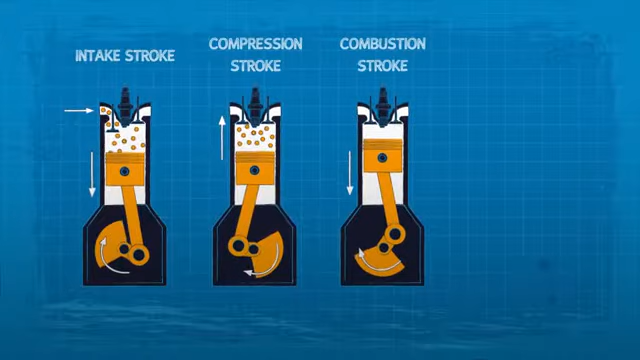 INTAKE STROKE
COMPRESSION
STROKE
COMBUSTION
STROKE